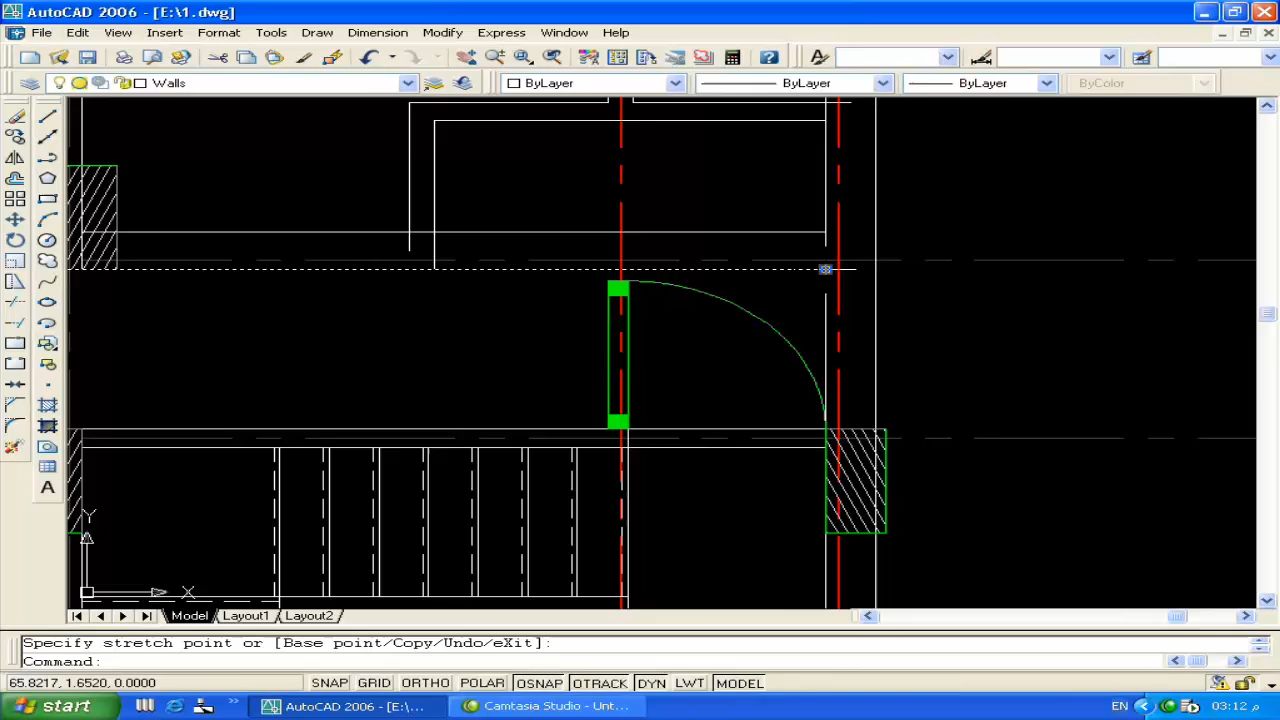 AutoCAD 2006 - [E:\1.dwg]
File Edit View Insert Format Tools Draw Dimension Modify Express Window Help
Walls ByLayer ByLayer ByLayer ByColor
A
Y
X
Model Layout1 Layout2
Specify stretch point or [Base point/Copy/Undo/eXit]:
Command:
65.8217, 1.6520, 0.0000 SNAP GRID ORTHO POLAR OSNAP OTRACK DYN LWT MODEL
start AutoCAD 2006 - [E:\... Camtasia Studio - Unt... EN 03:12 م